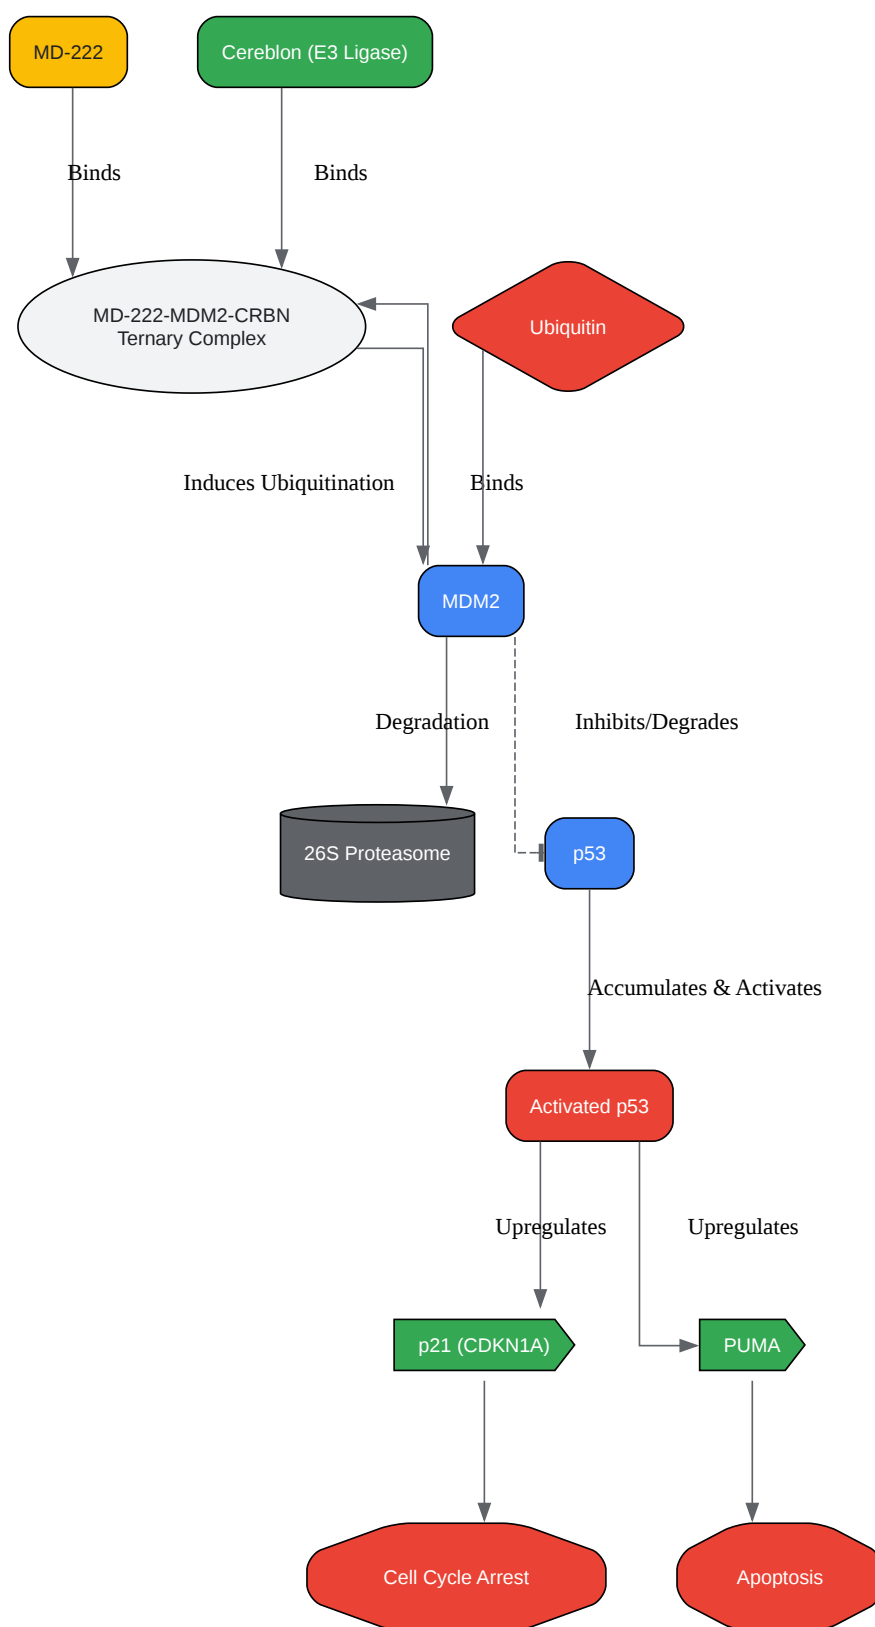 MD-222
Cereblon (E3 Ligase)
Binds
Binds
MD-222-MDM2-CRBN
Ternary Complex
Ubiquitin
Induces Ubiquitination
Binds
MDM2
Degradation
Inhibits/Degrades
26S Proteasome
p53
Accumulates & Activates
Activated p53
Upregulates
Upregulates
p21 (CDKN1A)
PUMA
Cell Cycle Arrest
Apoptosis